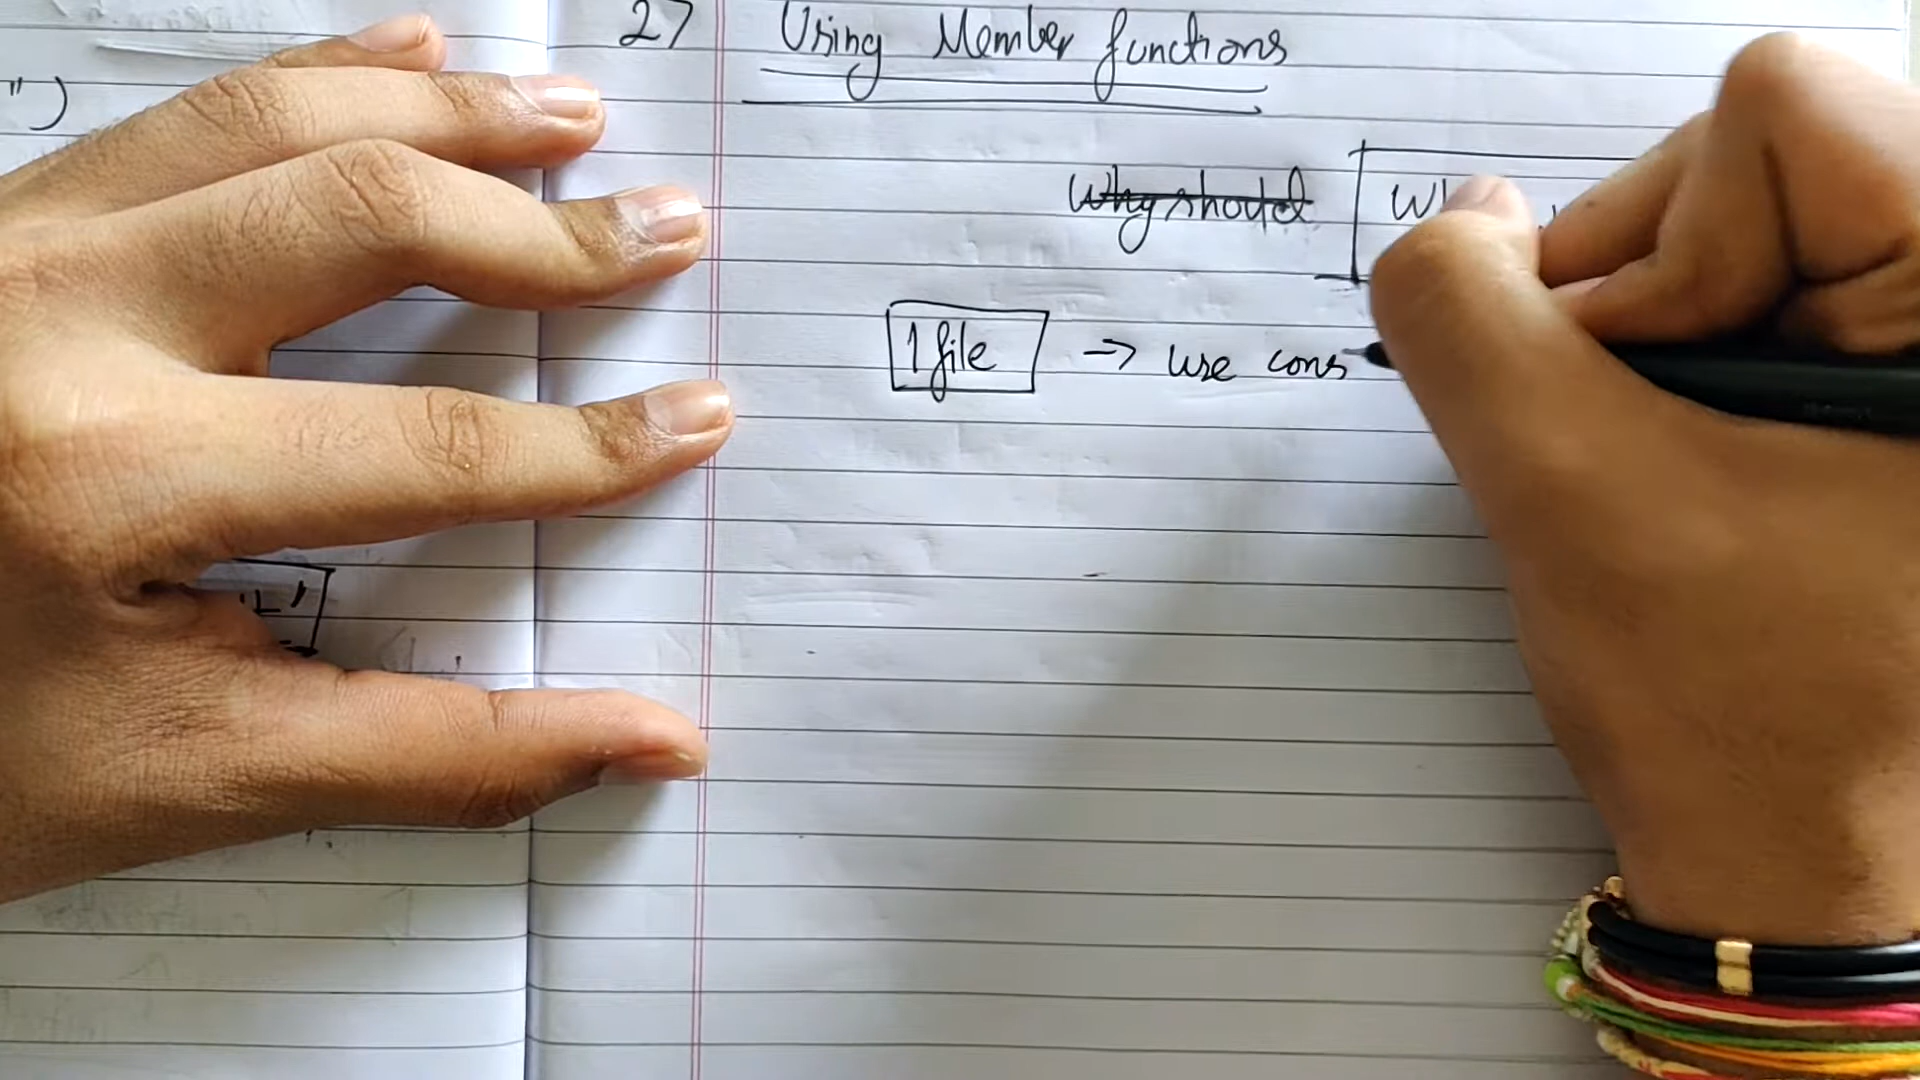 ")
27 Using Member functions
Why should
1 file → use cons